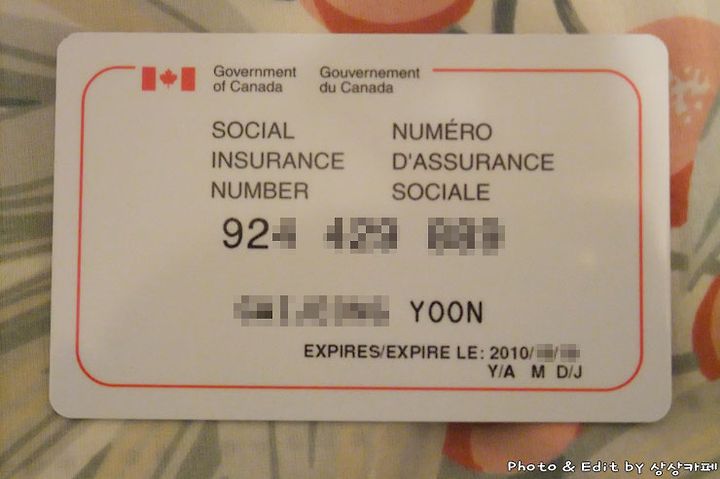 Government Gouvernement
of Canada du Canada
SOCIAL NUMÉRO
INSURANCE D'ASSURANCE
NUMBER SOCIALE
92
YOON
EXPIRES/EXPIRE LE: 2010/
Y/A M D/J
Photo & Edit by 상상카페